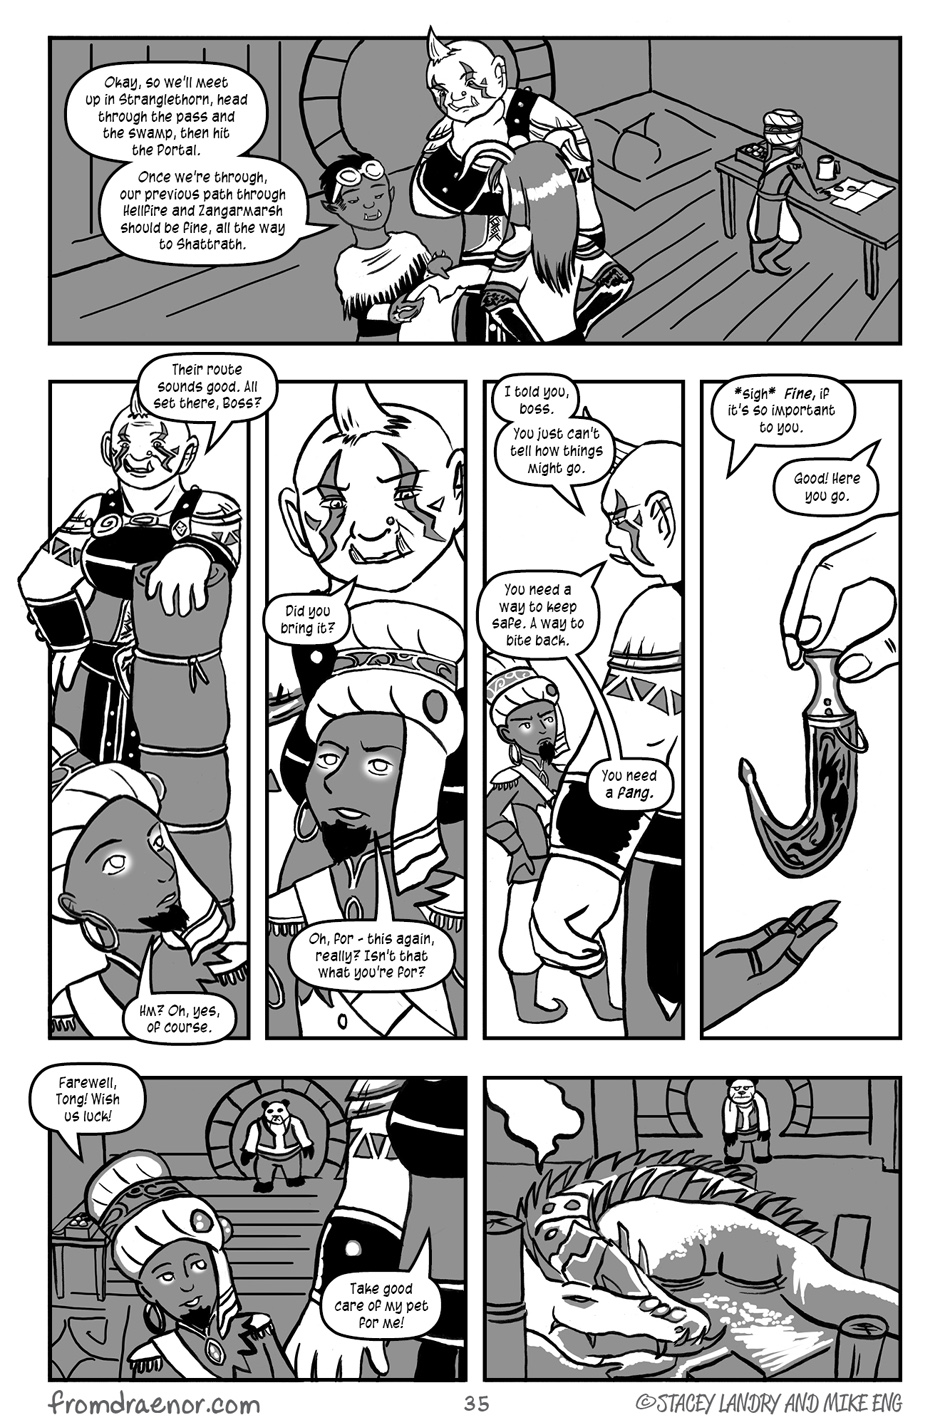 Okay, so we'll meet
up in Stranglethorn, head
through the pass and
the swamp, then hit
the Portal.
Once we're through,
our previous path through
Hellfire and Zangarmarsh
should be fine, all the way
to Shattrath.
Their route
sounds good. All
set there, Boss?
Hm? Oh, yes,
of course.
Did you
bring it?
Oh, for - this again,
really? Isn't that
what you're for?
I told you,
boss.
You just can't
tell how things
might go.
You need a
way to keep
safe. A way to
bite back.
You need
a fang.
*sigh* Fine, if
it's so important
to you.
Good! Here
you go.
Farewell,
Tong! Wish
us luck!
Take good
care of my pet
for me!
fromdraenor.com
35
©STACEY LANDRY AND MIKE ENG